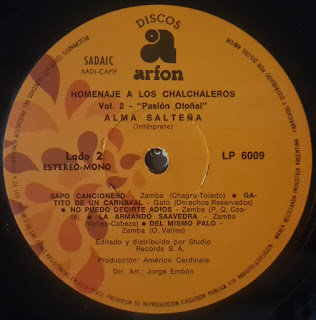 DISCOS
a
arfon
SADAIC
AADI-CAMF
HOMENAJE A LOS CHALCHALEROS
Vol. 2 - "Pasión Otoñal"
ALMA SALTEÑA
(Intérprete)
Lado 2
ESTEREO-MONO
LP 6009
SAPO CANCIONERO - Zamba (Chagra-Toledo) ● GA-
TITO DE UN CARNAVAL - Gato (Derechos Reservados)
● NO PUEDO DECIRTE ADIOS - Zamba (P. Q. Cos-
ta) ● LA ARMANDO SAAVEDRA - Zamba
(Valles-Cabeza) ● DEL MISMO PALO -
Zamba (O. Valles)
Editado y distribuído por Studio
Records S. A.
Producción: Américo Cardinale
Dir. Art.: Jorge Embón